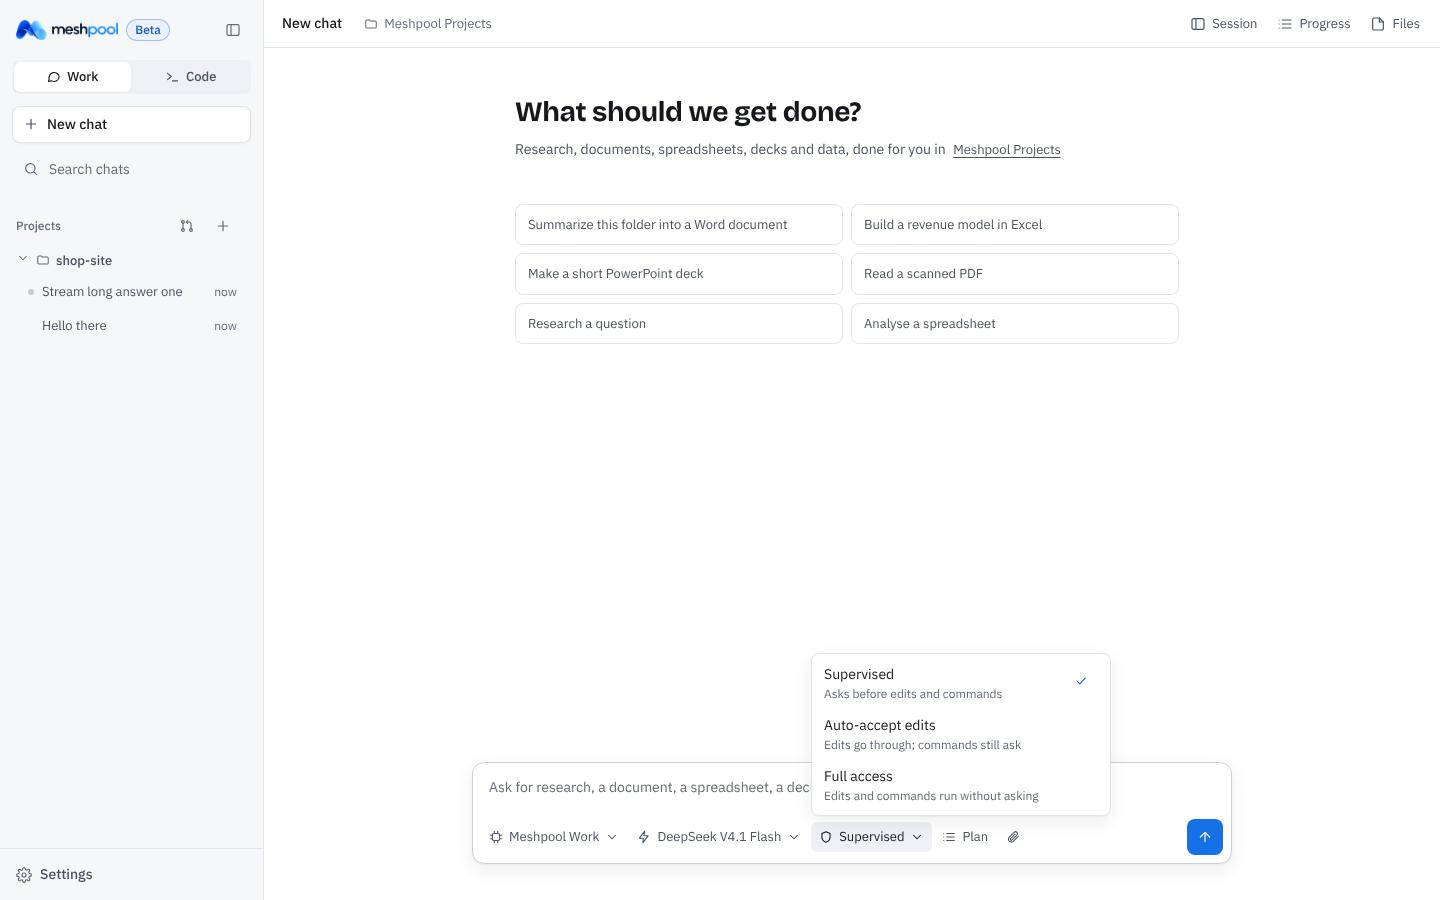 meshpool Beta
Work
Code
New chat
Search chats
Projects
shop-site
Stream long answer one now
Hello there now
Settings
New chat
Meshpool Projects
Session
Progress
Files
What should we get done?
Research, documents, spreadsheets, decks and data, done for you in Meshpool Projects
Summarize this folder into a Word document
Build a revenue model in Excel
Make a short PowerPoint deck
Read a scanned PDF
Research a question
Analyse a spreadsheet
Supervised
Asks before edits and commands
Auto-accept edits
Edits go through; commands still ask
Full access
Edits and commands run without asking
Ask for research, a document, a spreadsheet, a dec
Meshpool Work
DeepSeek V4.1 Flash
Supervised
Plan